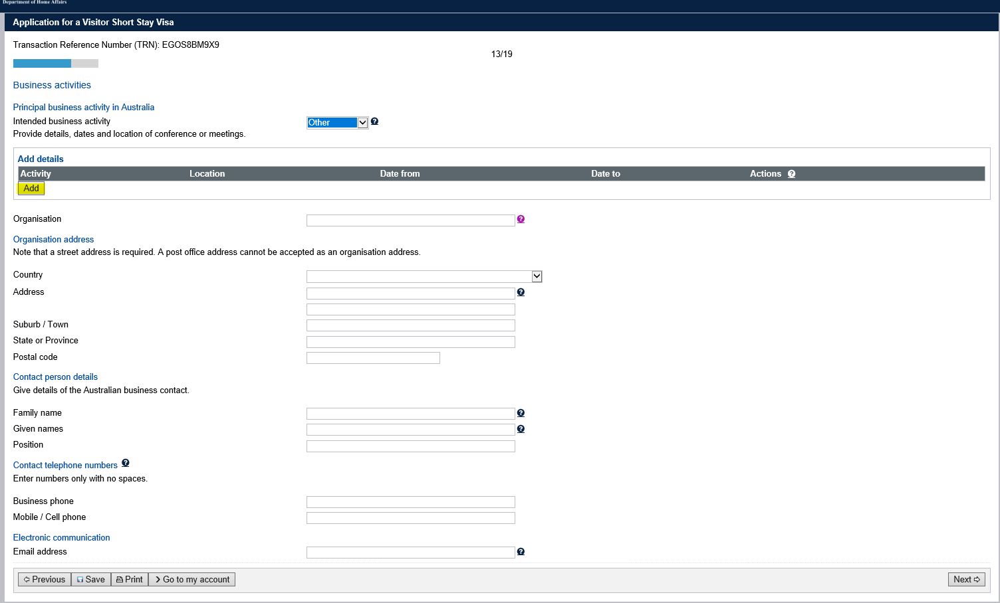 Department of Home Affairs
Application for a Visitor Short Stay Visa
Transaction Reference Number (TRN): EGOS8BM9X9
13/19
Business activities
Principal business activity in Australia
Intended business activity Other
Provide details, dates and location of conference or meetings.
Add details
Activity Location Date from Date to Actions
Add
Organisation
Organisation address
Note that a street address is required. A post office address cannot be accepted as an organisation address.
Country
Address
Suburb / Town
State or Province
Postal code
Contact person details
Give details of the Australian business contact.
Family name
Given names
Position
Contact telephone numbers
Enter numbers only with no spaces.
Business phone
Mobile / Cell phone
Electronic communication
Email address
Previous Save Print Go to my account Next